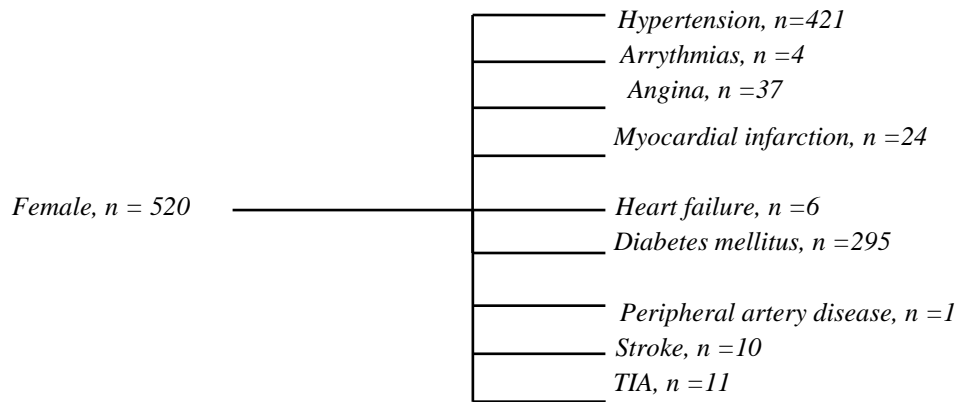 Hypertension, n=421
Arrythmias, n =4
Angina, n =37
Myocardial infarction, n =24
Female, n = 520
Heart failure, n =6
Diabetes mellitus, n =295
Peripheral artery disease, n =1
Stroke, n =10
TIA, n =11